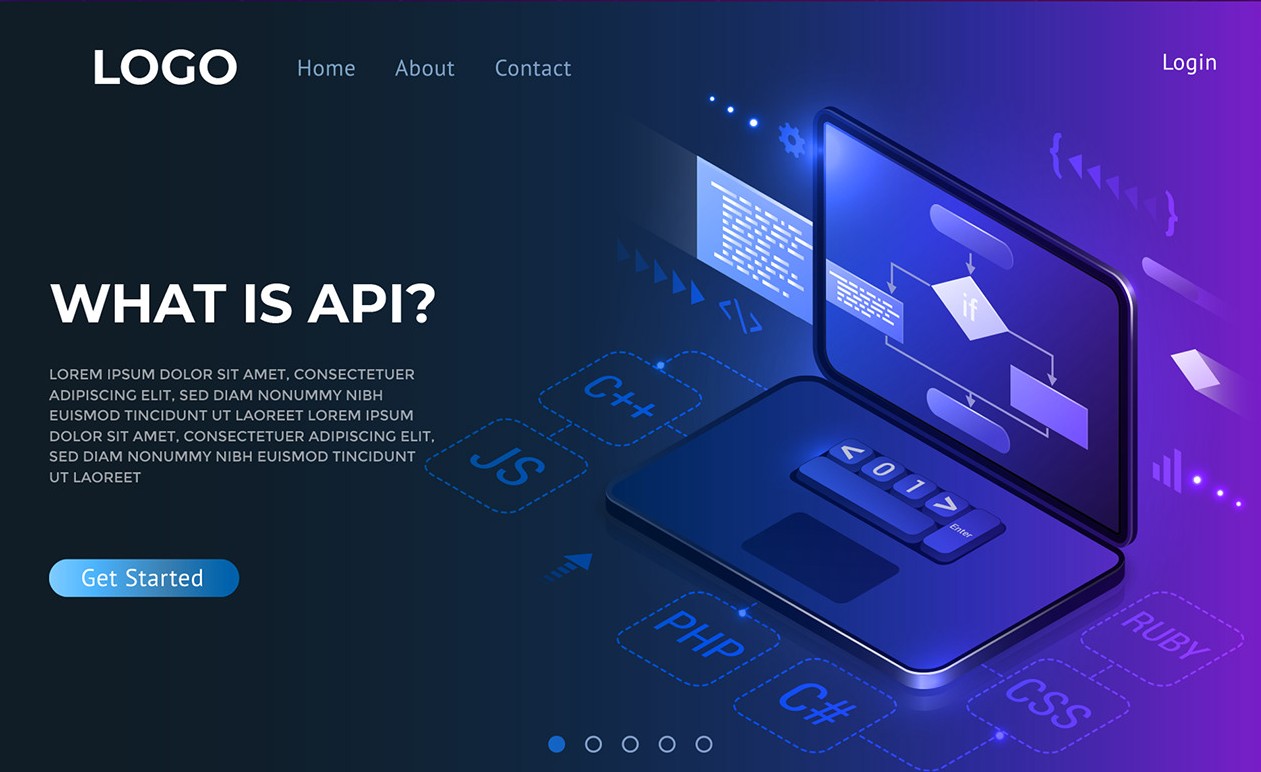 LOGO
Home
About
Contact
Login
WHAT IS API?
LOREM IPSUM DOLOR SIT AMET, CONSECTETUER
ADIPISCING ELIT, SED DIAM NONUMMY NIBH
EUISMOD TINCIDUNT UT LAOREET LOREM IPSUM
DOLOR SIT AMET, CONSECTETUER ADIPISCING ELIT,
SED DIAM NONUMMY NIBH EUISMOD TINCIDUNT
UT LAOREET
Get Started
{ }
</>
if
C++
JS
< 0 1 >
Enter
PHP
C#
CSS
RUBY